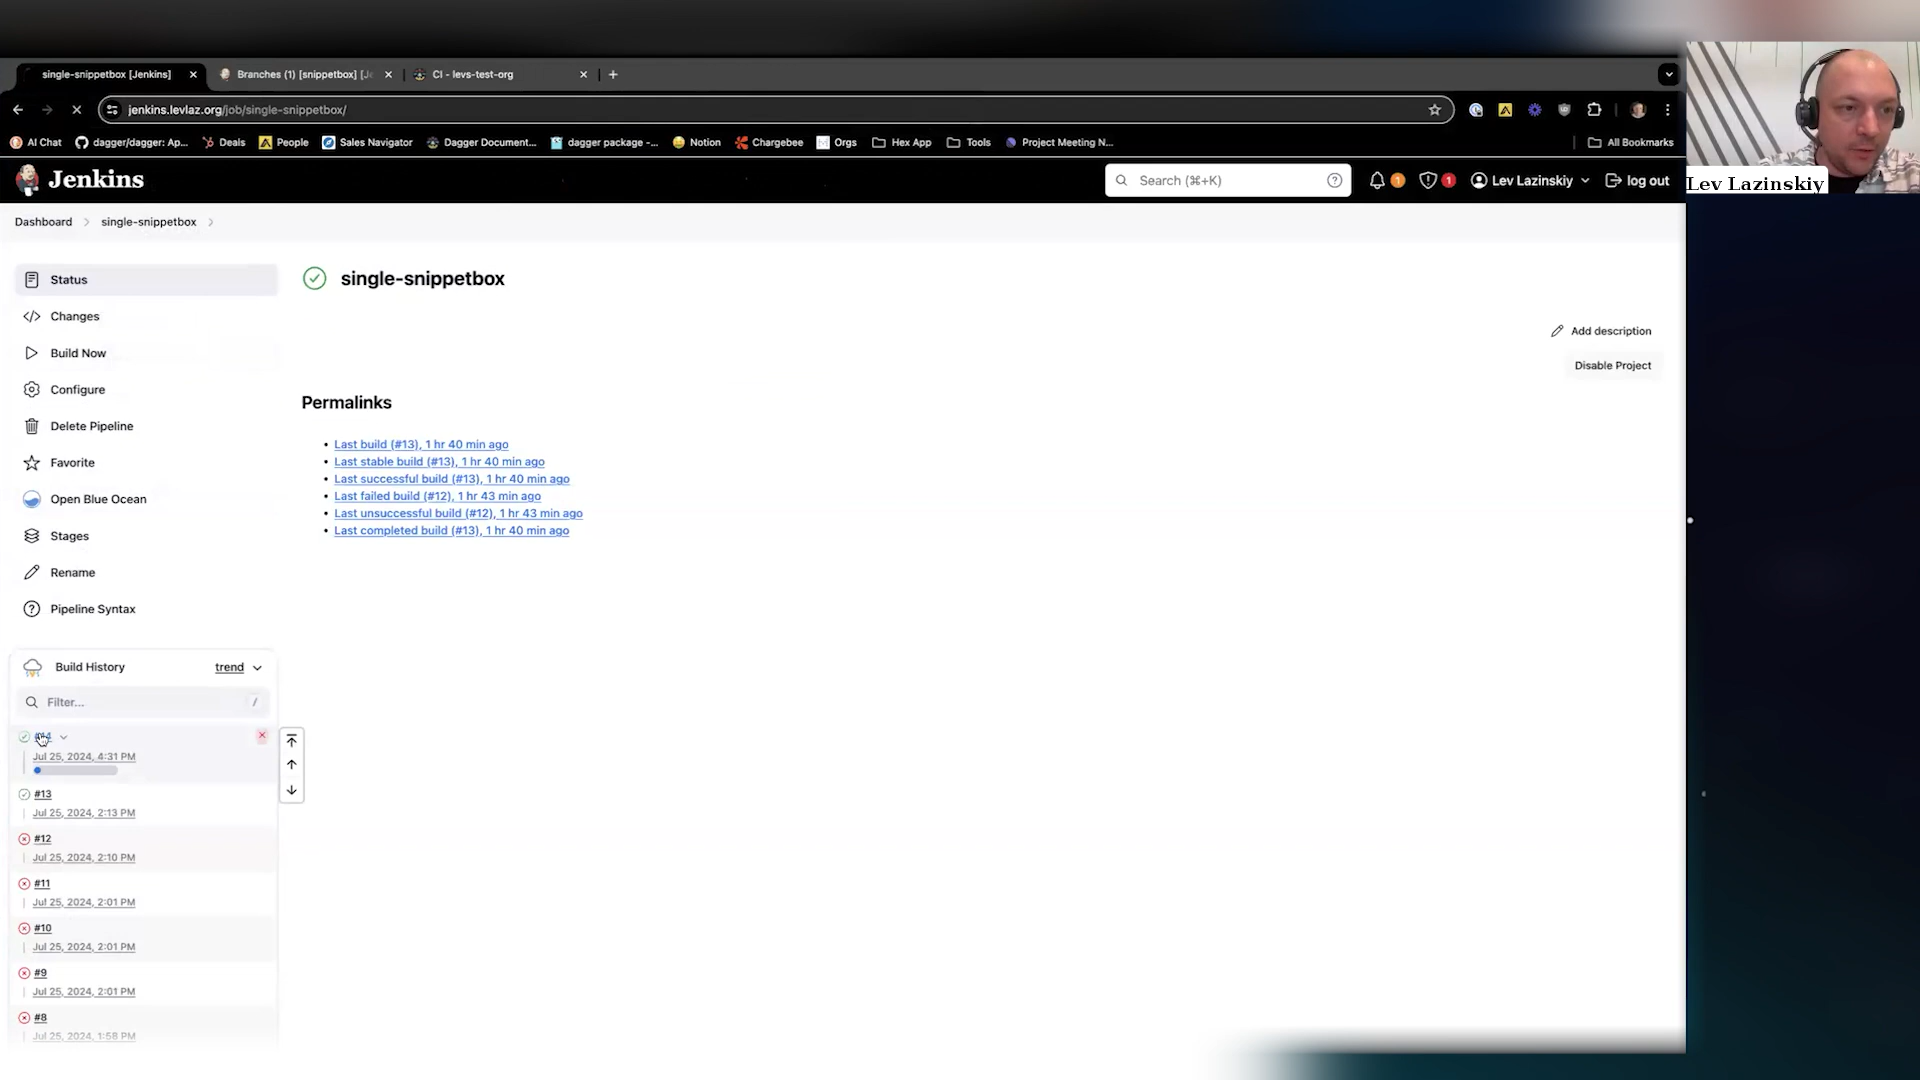 single-snippetbox [Jenkins]
Branches (1) [snippetbox] [Je
CI - levs-test-org
jenkins.levlaz.org/job/single-snippetbox/
AI Chat
dagger/dagger: Ap...
Deals
People
Sales Navigator
Dagger Document...
dagger package -...
Notion
Chargebee
Orgs
Hex App
Tools
Project Meeting N...
All Bookmarks
Jenkins
Search (⌘+K)
1
1
Lev Lazinskiy
log out
Lev Lazinskiy
Dashboard
single-snippetbox
Status
Changes
Build Now
Configure
Delete Pipeline
Favorite
Open Blue Ocean
Stages
Rename
Pipeline Syntax
single-snippetbox
Add description
Disable Project
Permalinks
Last build (#13), 1 hr 40 min ago
Last stable build (#13), 1 hr 40 min ago
Last successful build (#13), 1 hr 40 min ago
Last failed build (#12), 1 hr 43 min ago
Last unsuccessful build (#12), 1 hr 43 min ago
Last completed build (#13), 1 hr 40 min ago
Build History
trend
Filter...
/
Jul 25, 2024, 4:31 PM
#13
Jul 25, 2024, 2:13 PM
#12
Jul 25, 2024, 2:10 PM
#11
Jul 25, 2024, 2:01 PM
#10
Jul 25, 2024, 2:01 PM
#9
Jul 25, 2024, 2:01 PM
#8
Jul 25, 2024, 1:58 PM